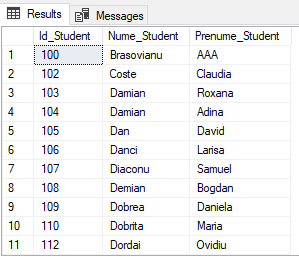 Results Messages
Id_Student Nume_Student Prenume_Student
1 100 Brasovianu AAA
2 102 Coste Claudia
3 103 Damian Roxana
4 104 Damian Adina
5 105 Dan David
6 106 Danci Larisa
7 107 Diaconu Samuel
8 108 Demian Bogdan
9 109 Dobrea Daniela
10 110 Dobrita Maria
11 112 Dordai Ovidiu